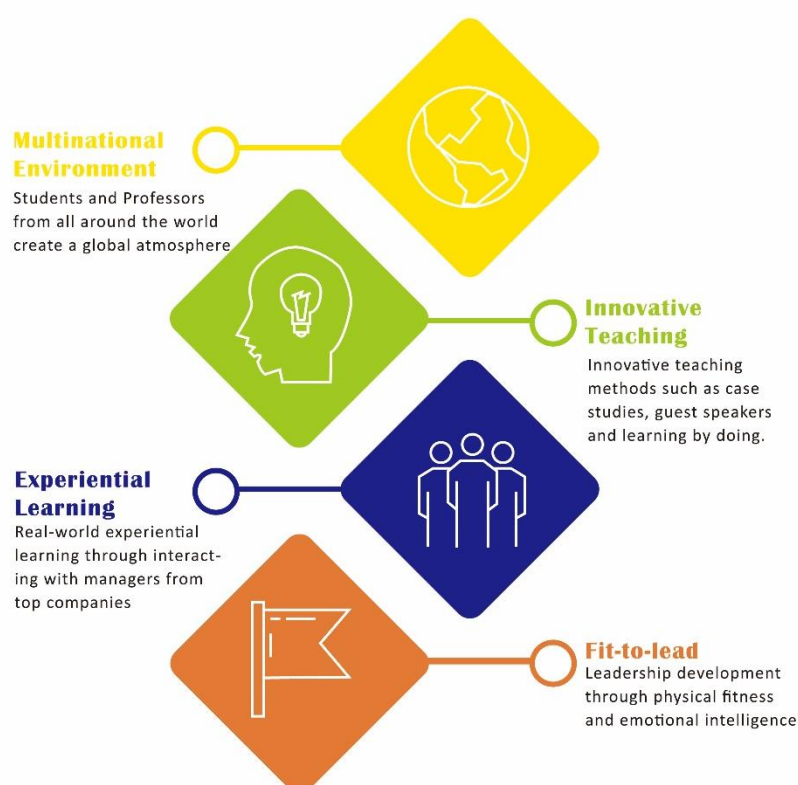 Multinational
Environment
Students and Professors
from all around the world
create a global atmosphere
Innovative
Teaching
Innovative teaching
methods such as case
studies, guest speakers
and learning by doing.
Experiential
Learning
Real-world experiential
learning through interact-
ing with managers from
top companies
Fit-to-lead
Leadership development
through physical fitness
and emotional intelligence